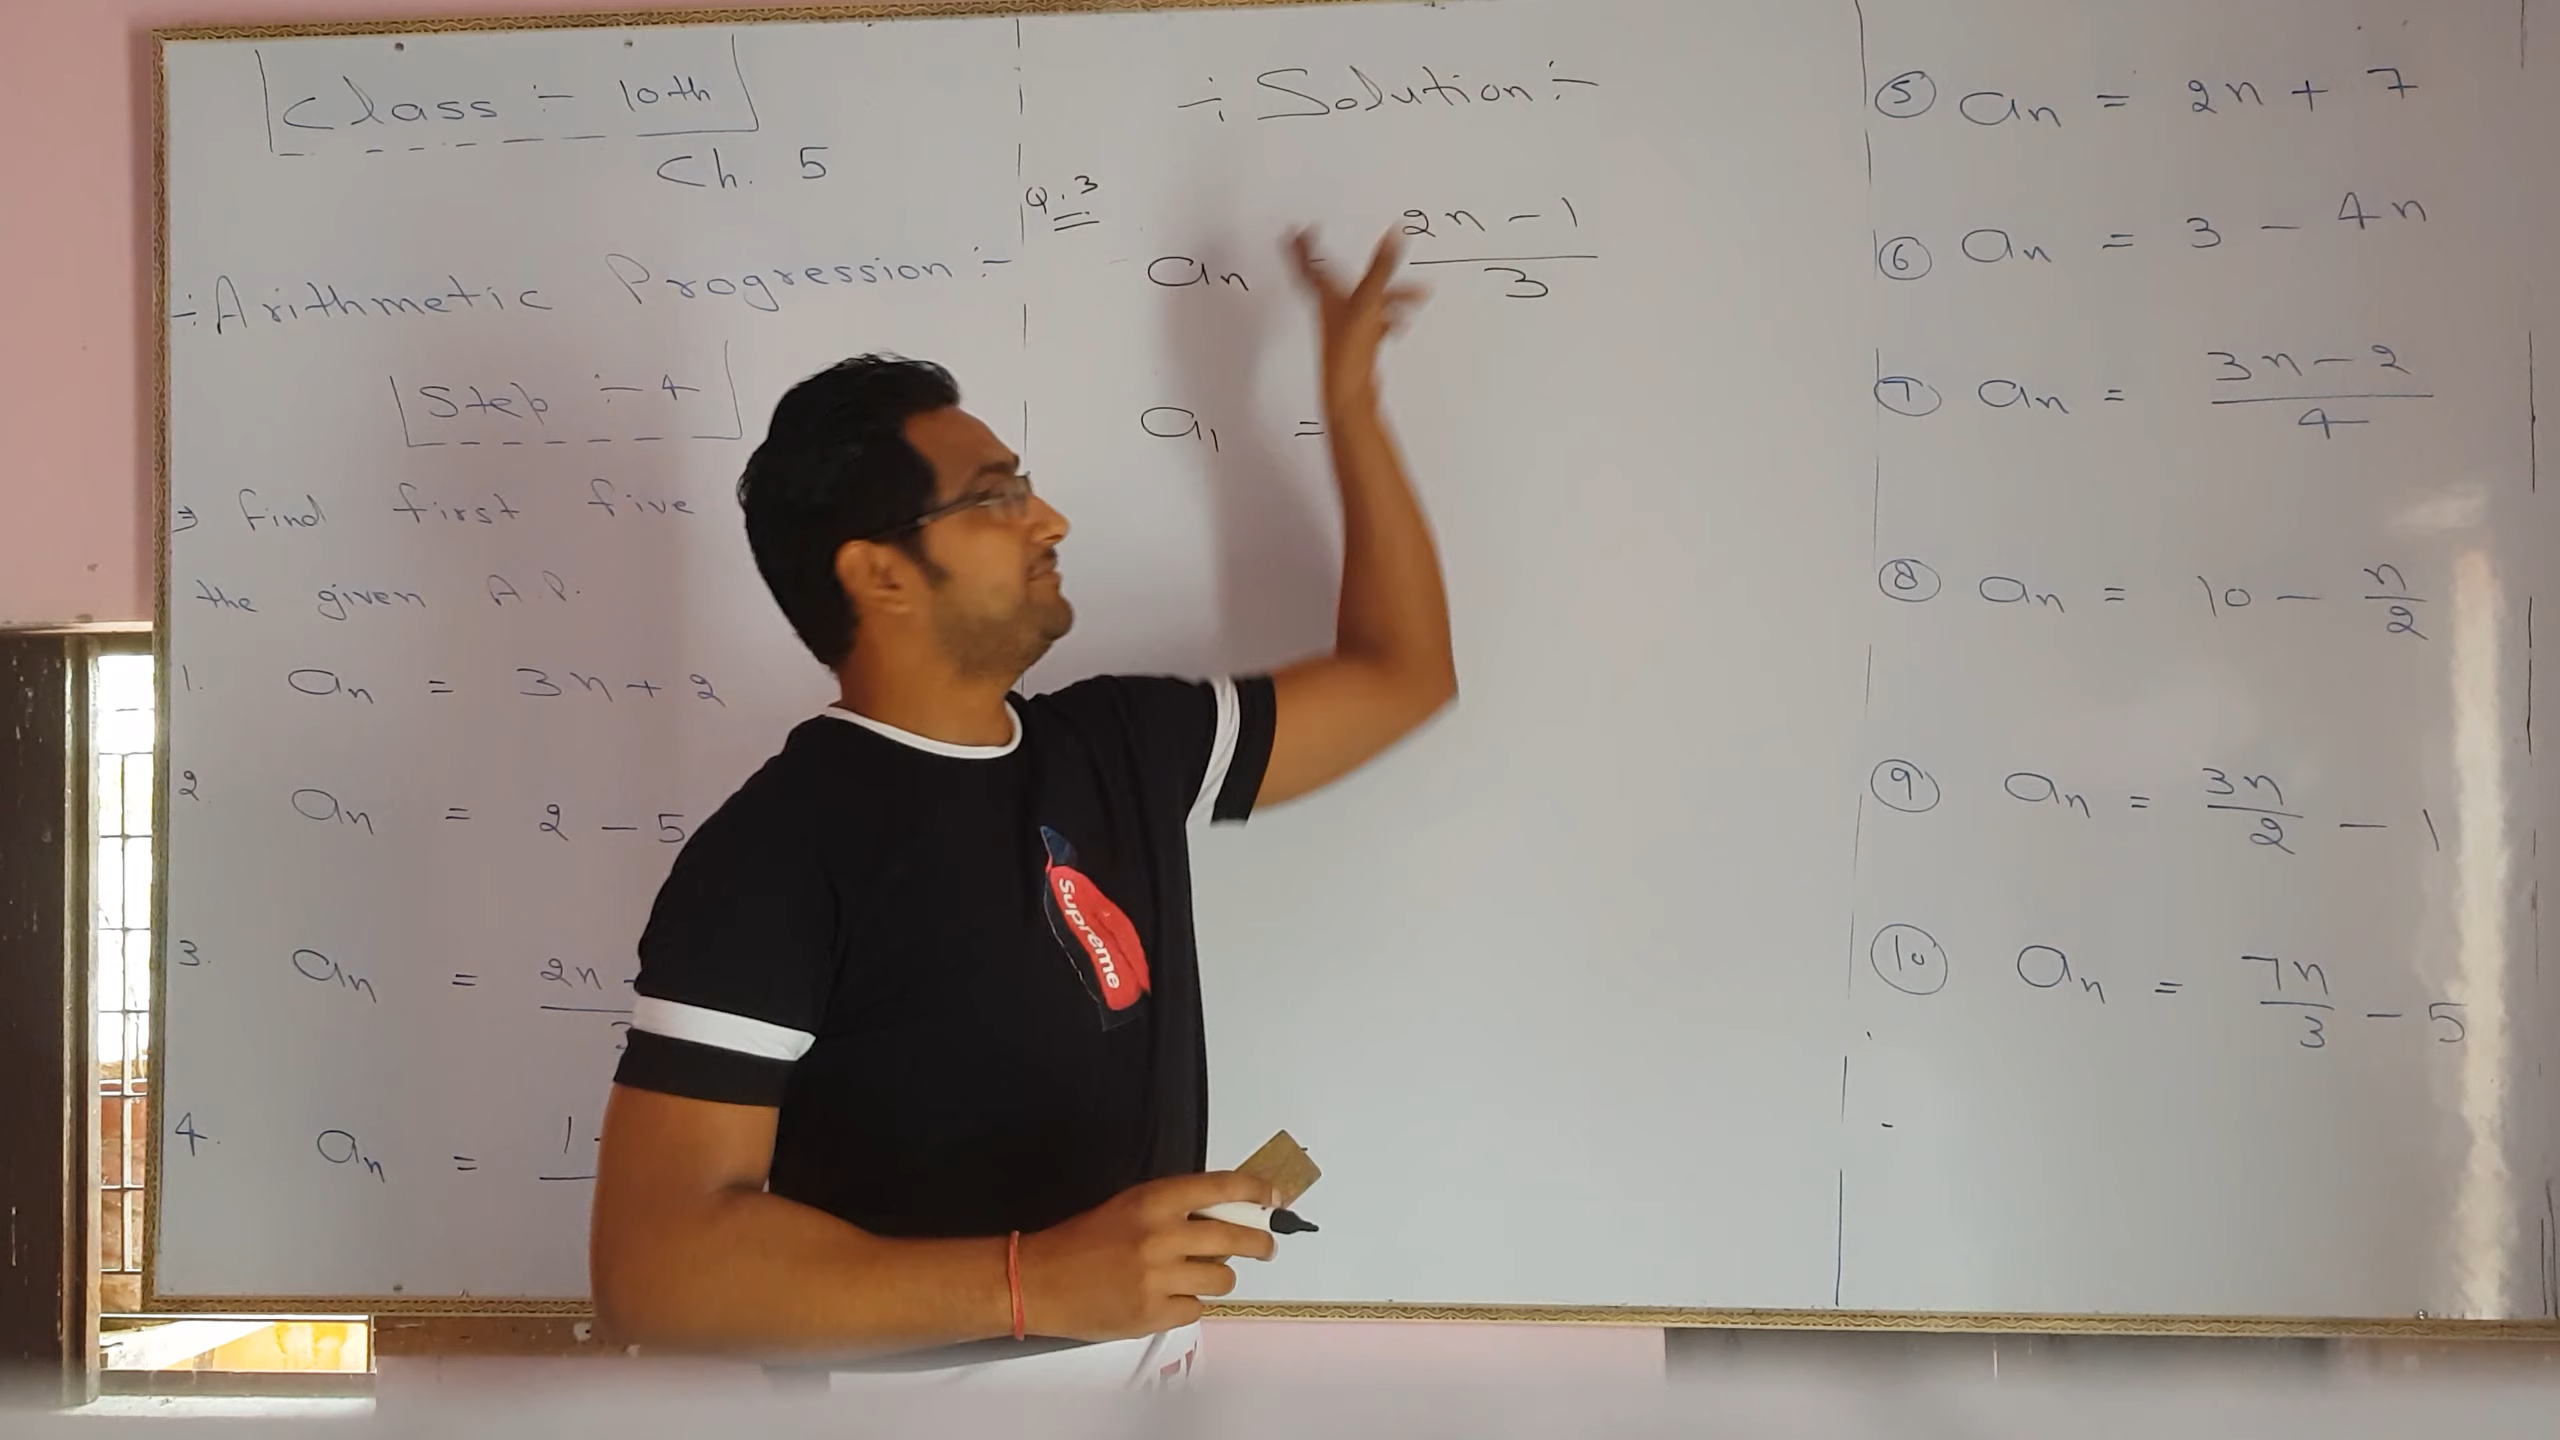 Class :- 10th
Ch. 5
÷ Arithmetic Progression :-
Step :- 4
⇒ find first five
the given A.P.
1. an = 3n + 2
2. an = 2 - 5
3. an = 2n -
3
4. an = 1 -
÷ Solution :-
Q.3
an = 2n - 1
3
a1 =
5 an = 2n + 7
6 an = 3 - 4n
7 an = 3n - 2
4
8 an = 10 - n/2
9 an = 3n/2 - 1
10 an = 7n/3 - 5
Supreme